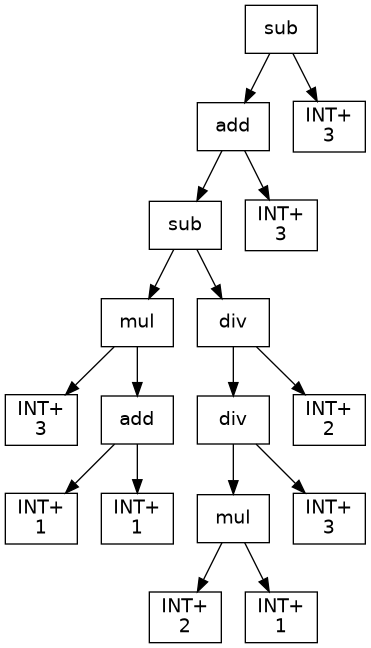 sub
add
INT+
3
sub
INT+
3
mul
div
INT+
3
add
div
INT+
2
INT+
1
INT+
1
mul
INT+
3
INT+
2
INT+
1